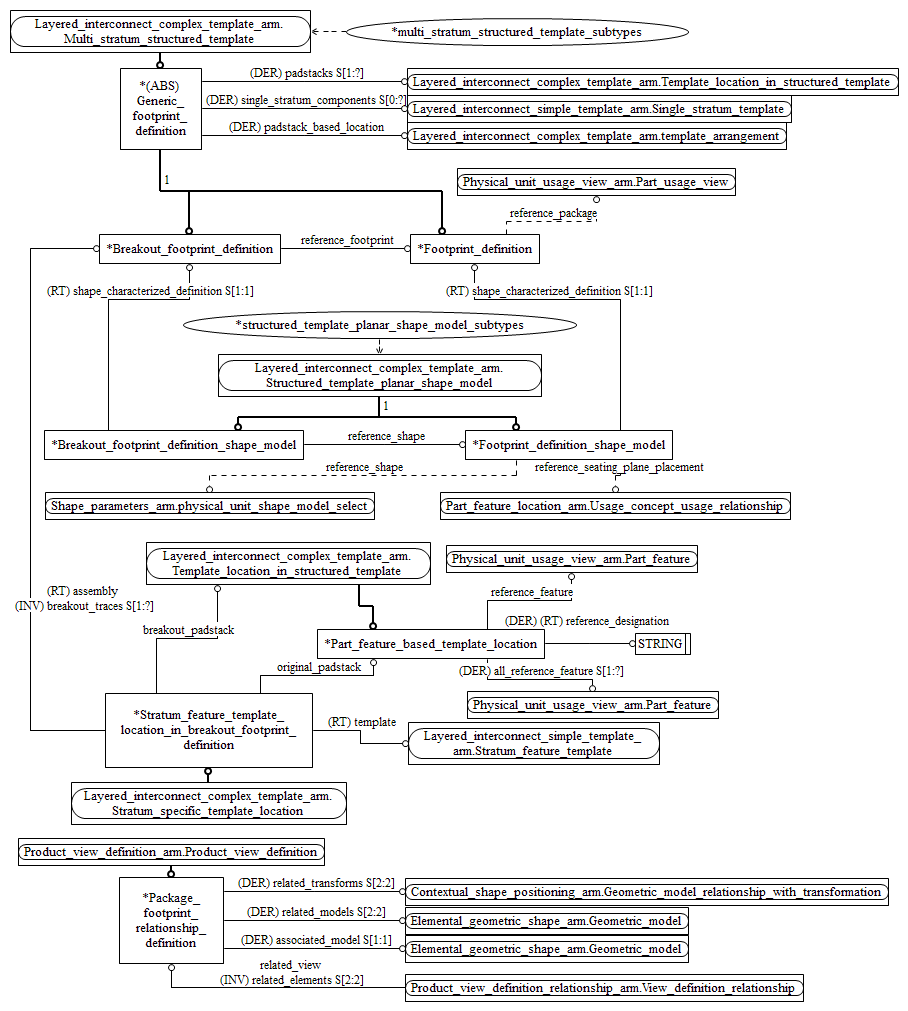 Layered_interconnect_complex_template_arm.
Multi_stratum_structured_template
*multi_stratum_structured_template_subtypes
*(ABS)
Generic_
footprint_
definition
(DER) padstacks S[1:?]
Layered_interconnect_complex_template_arm.Template_location_in_structured_template
(DER) single_stratum_components S[0:?]
Layered_interconnect_simple_template_arm.Single_stratum_template
(DER) padstack_based_location
Layered_interconnect_complex_template_arm.template_arrangement
1
Physical_unit_usage_view_arm.Part_usage_view
reference_package
*Breakout_footprint_definition
reference_footprint
*Footprint_definition
(RT) shape_characterized_definition S[1:1]
(RT) shape_characterized_definition S[1:1]
*structured_template_planar_shape_model_subtypes
Layered_interconnect_complex_template_arm.
Structured_template_planar_shape_model
1
*Breakout_footprint_definition_shape_model
reference_shape
*Footprint_definition_shape_model
reference_shape
reference_seating_plane_placement
Shape_parameters_arm.physical_unit_shape_model_select
Part_feature_location_arm.Usage_concept_usage_relationship
Layered_interconnect_complex_template_arm.
Template_location_in_structured_template
Physical_unit_usage_view_arm.Part_feature
(RT) assembly
(INV) breakout_traces S[1:?]
reference_feature
breakout_padstack
(DER) (RT) reference_designation
*Part_feature_based_template_location
STRING
original_padstack
(DER) all_reference_feature S[1:?]
Physical_unit_usage_view_arm.Part_feature
*Stratum_feature_template_
location_in_breakout_footprint_
definition
(RT) template
Layered_interconnect_simple_template_
arm.Stratum_feature_template
Layered_interconnect_complex_template_arm.
Stratum_specific_template_location
Product_view_definition_arm.Product_view_definition
*Package_
footprint_
relationship_
definition
(DER) related_transforms S[2:2]
Contextual_shape_positioning_arm.Geometric_model_relationship_with_transformation
(DER) related_models S[2:2]
Elemental_geometric_shape_arm.Geometric_model
(DER) associated_model S[1:1]
Elemental_geometric_shape_arm.Geometric_model
related_view
(INV) related_elements S[2:2]
Product_view_definition_relationship_arm.View_definition_relationship